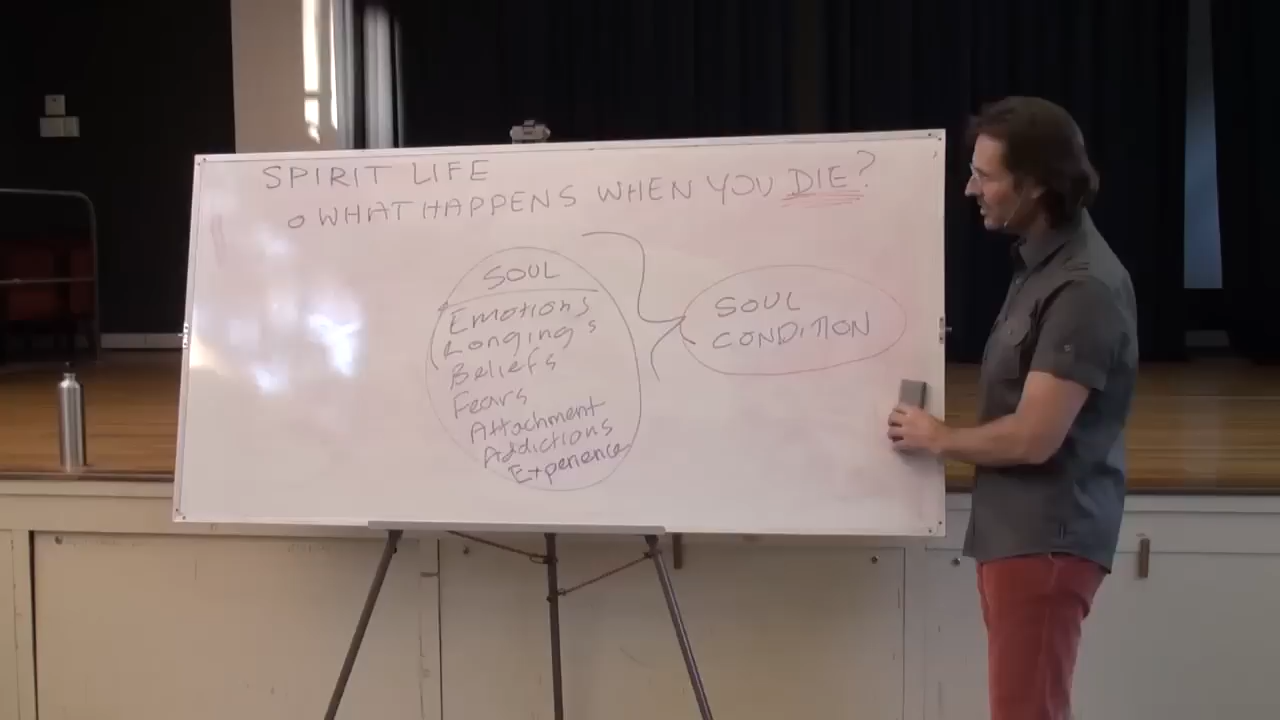 SPIRIT LIFE
o WHAT HAPPENS WHEN YOU DIE?
SOUL
Emotions
Longing's
Beliefs
Fears
Attachment
Addictions
Experience
SOUL
CONDITION